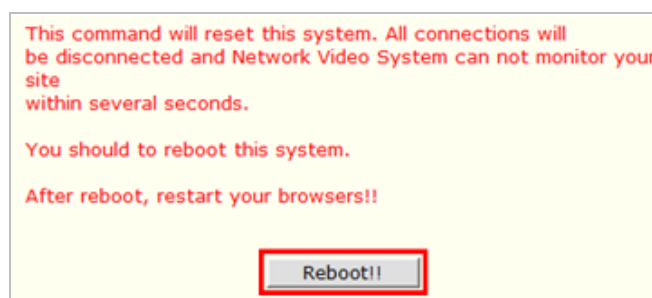 This command will reset this system. All connections will
be disconnected and Network Video System can not monitor your
site
within several seconds.
You should to reboot this system.
After reboot, restart your browsers!!
Reboot!!